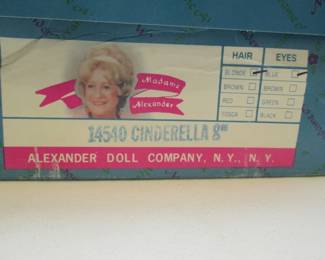 HAIR EYES
BLONDE BLUE
Madame BROWN BROWN
Alexander RED GREEN
TOSCA BLACK
14540 CINDERELLA 8"
ALEXANDER DOLL COMPANY, N.Y., N.Y.